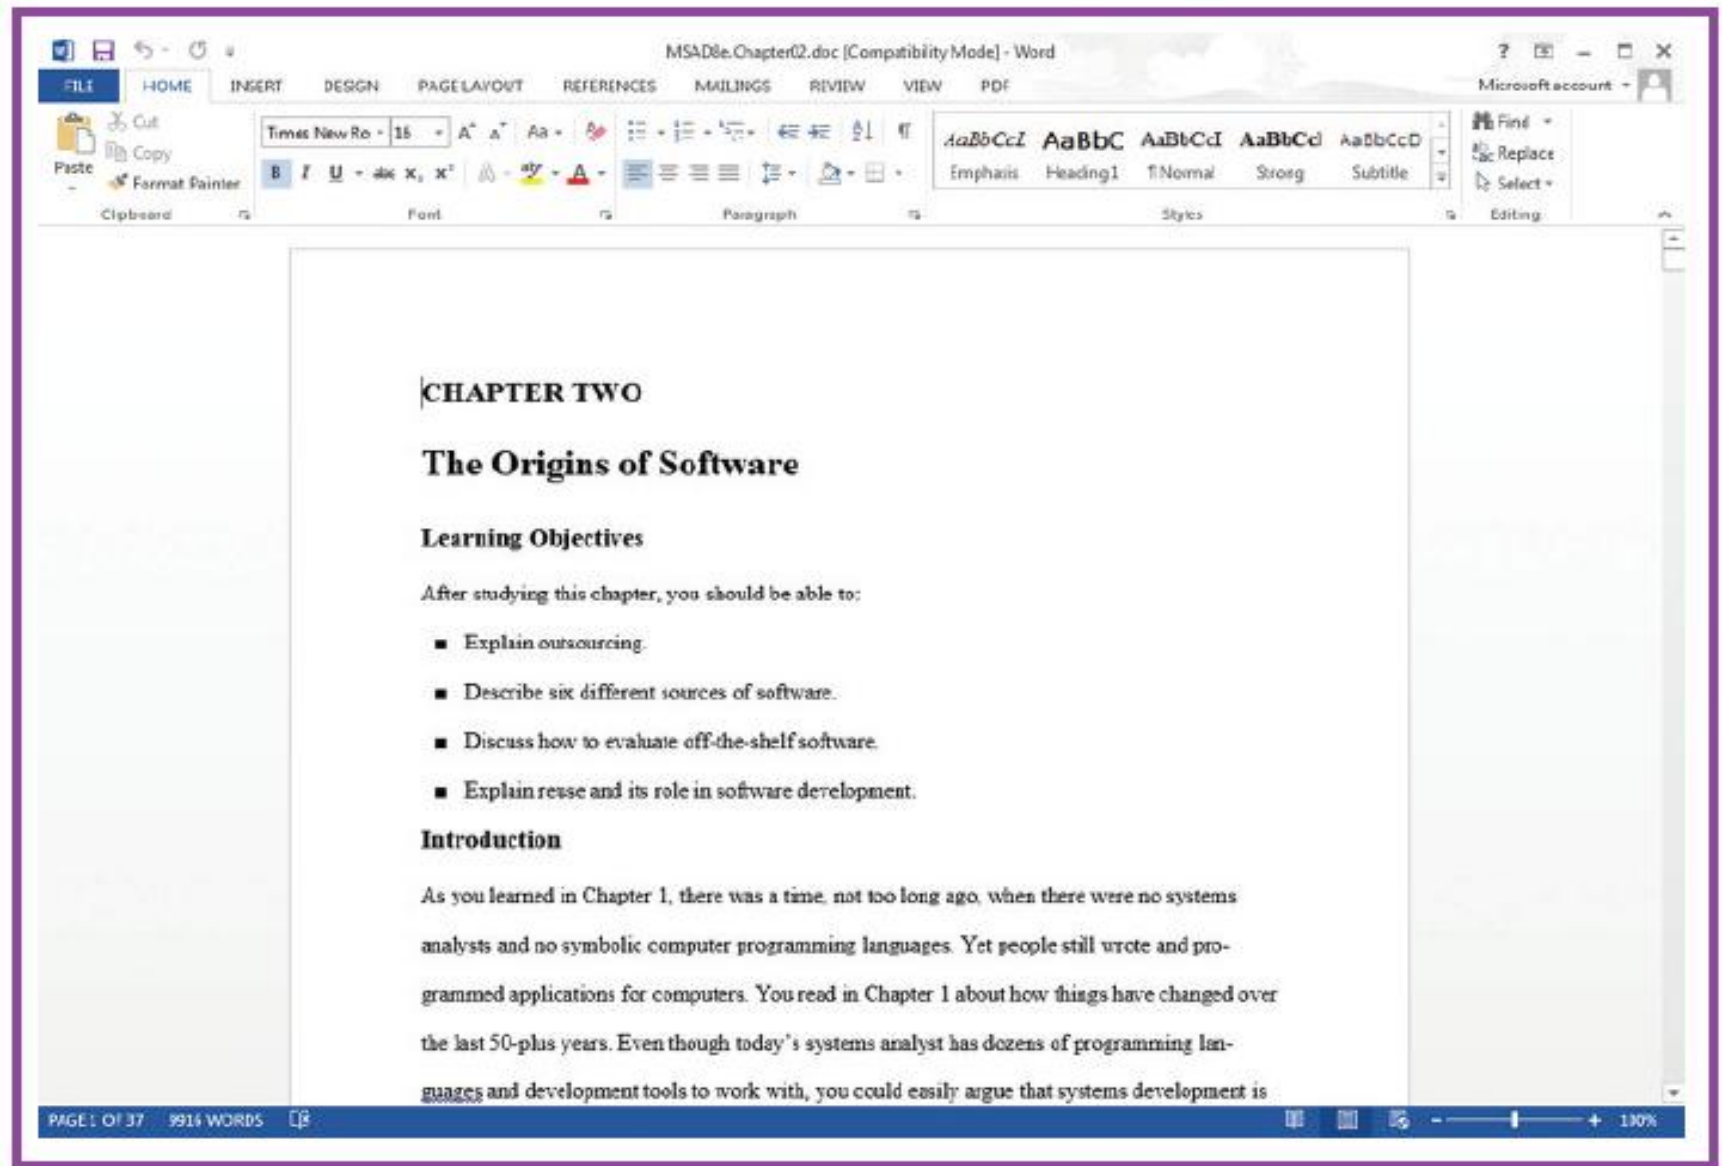 MSAD8e.Chapter02.doc [Compatibility Mode] - Word
?
FILE HOME INSERT DESIGN PAGE LAYOUT REFERENCES MAILINGS REVIEW VIEW PDF Microsoft account
Paste
Cut
Copy
Format Painter
Clipboard
Times New Ro 16 Aa
B I U abc x₂ x² A aby A
Font
Paragraph
AaBbCcI AaBbC AaBbCcI AaBbCcI AaBbCcD
Emphasis Heading 1 ¶ Normal Strong Subtitle
Styles
Find
Replace
Select
Editing
CHAPTER TWO
The Origins of Software
Learning Objectives
After studying this chapter, you should be able to:
■ Explain outsourcing.
■ Describe six different sources of software.
■ Discuss how to evaluate off-the-shelf software.
■ Explain reuse and its role in software development.
Introduction
As you learned in Chapter 1, there was a time, not too long ago, when there were no systems
analysts and no symbolic computer programming languages. Yet people still wrote and pro-
grammed applications for computers. You read in Chapter 1 about how things have changed over
the last 50-plus years. Even though today's systems analyst has dozens of programming lan-
guages and development tools to work with, you could easily argue that systems development is
PAGE 1 OF 37 9916 WORDS 130%